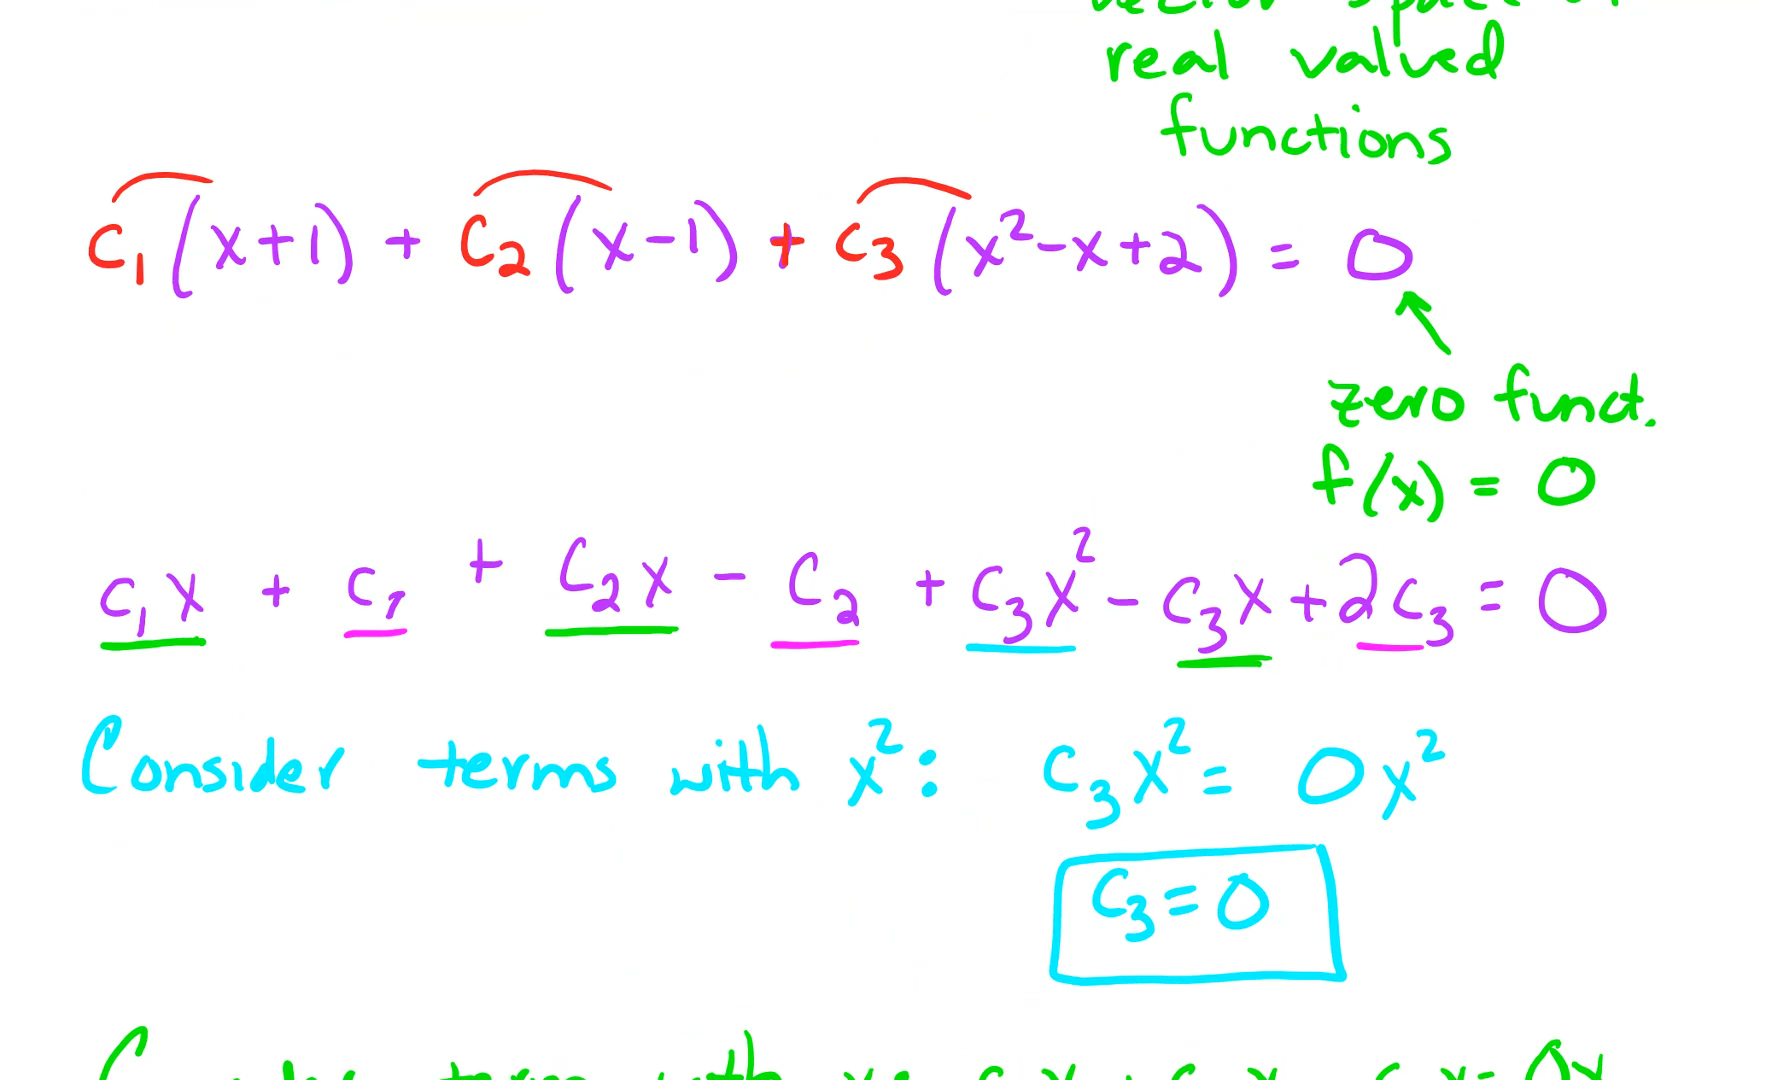 real valued
functions
c₁(x+1) + c₂(x-1) + c₃(x²-x+2) = 0
zero funct.
f(x) = 0
c₁x + c₁ + c₂x - c₂ + c₃x² - c₃x + 2c₃ = 0
Consider terms with x²: c₃x² = 0x²
c₃ = 0